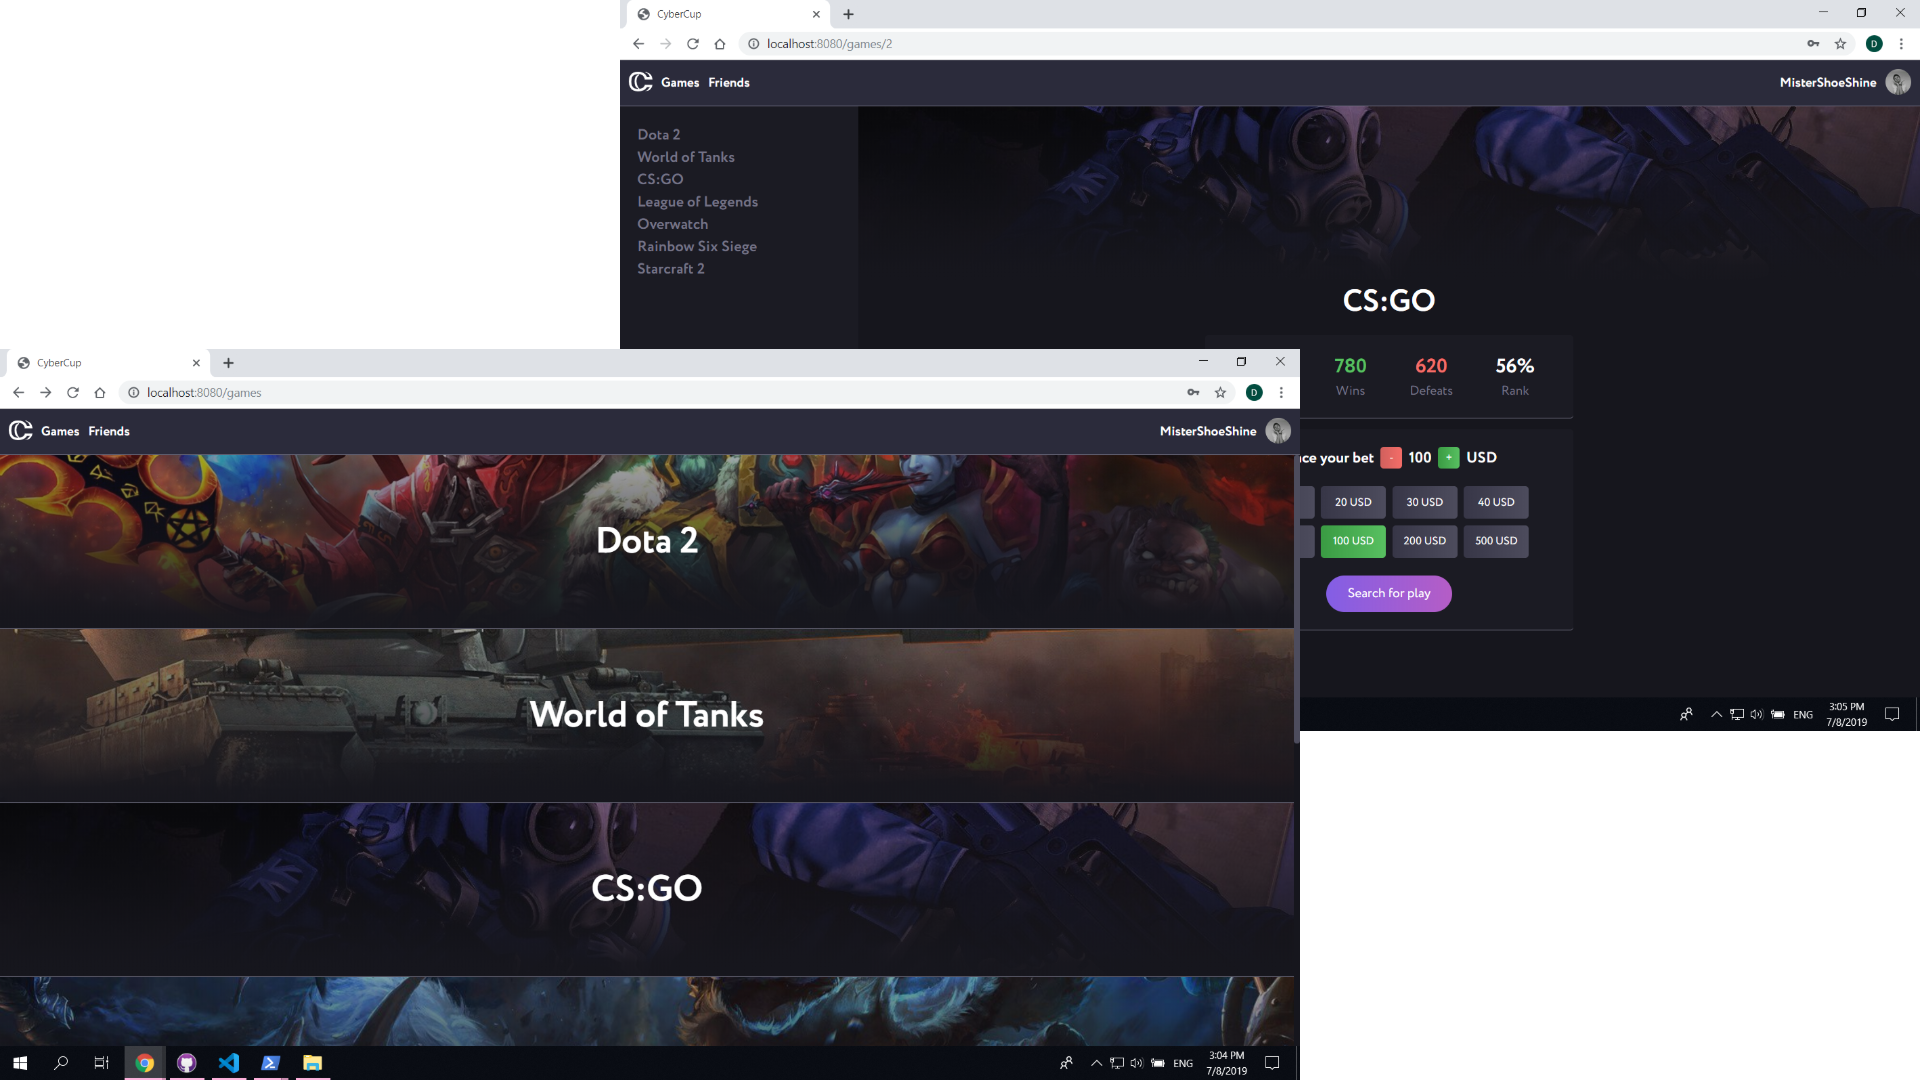 CyberCup
localhost:8080/games/2
D
Games Friends
MisterShoeShine
Dota 2
World of Tanks
CS:GO
League of Legends
Overwatch
Rainbow Six Siege
Starcraft 2
CS:GO
780 620 56%
Wins Defeats Rank
ce your bet - 100 + USD
20 USD 30 USD 40 USD
100 USD 200 USD 500 USD
Search for play
ENG
3:05 PM
7/8/2019
CyberCup
localhost:8080/games
D
Games Friends
MisterShoeShine
Dota 2
World of Tanks
CS:GO
ENG
3:04 PM
7/8/2019